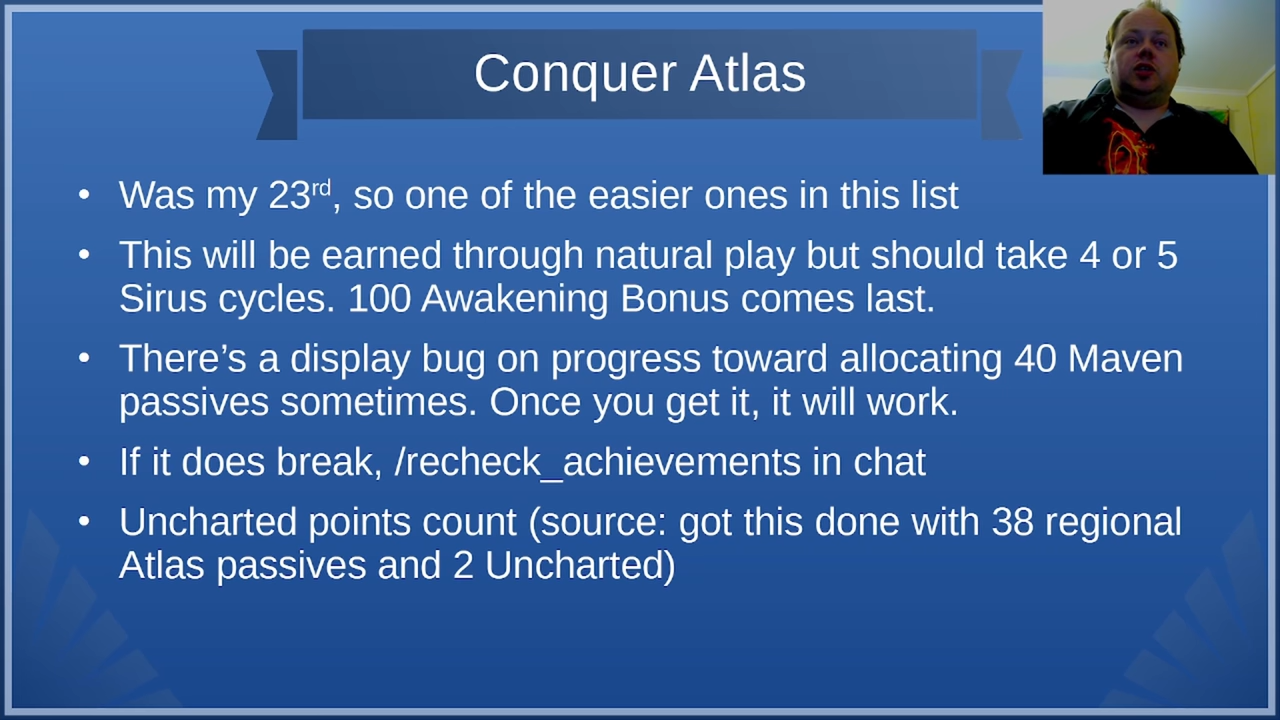 Conquer Atlas
• Was my 23rd, so one of the easier ones in this list
• This will be earned through natural play but should take 4 or 5
Sirus cycles. 100 Awakening Bonus comes last.
• There’s a display bug on progress toward allocating 40 Maven
passives sometimes. Once you get it, it will work.
• If it does break, /recheck_achievements in chat
• Uncharted points count (source: got this done with 38 regional
Atlas passives and 2 Uncharted)